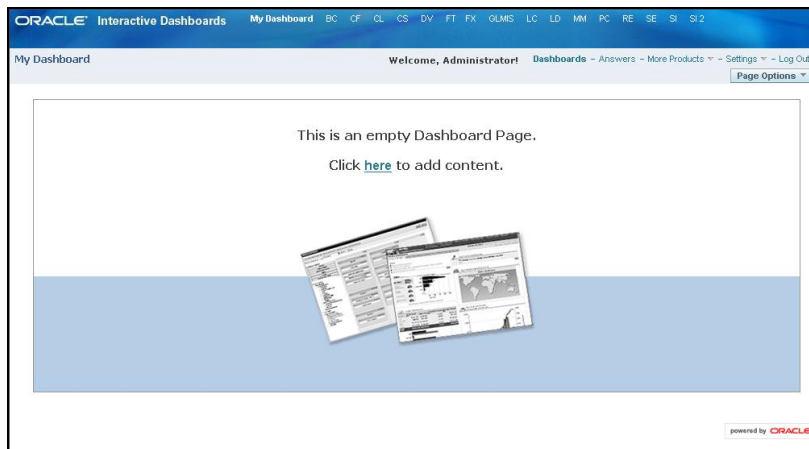 ORACLE Interactive Dashboards My Dashboard BC CF CL CS DV FT FX GLMIS LC LD MM PC RE SE SI SI 2
My Dashboard Welcome, Administrator! Dashboards - Answers - More Products - Settings - Log Out
Page Options
This is an empty Dashboard Page.
Click here to add content.
powered by ORACLE